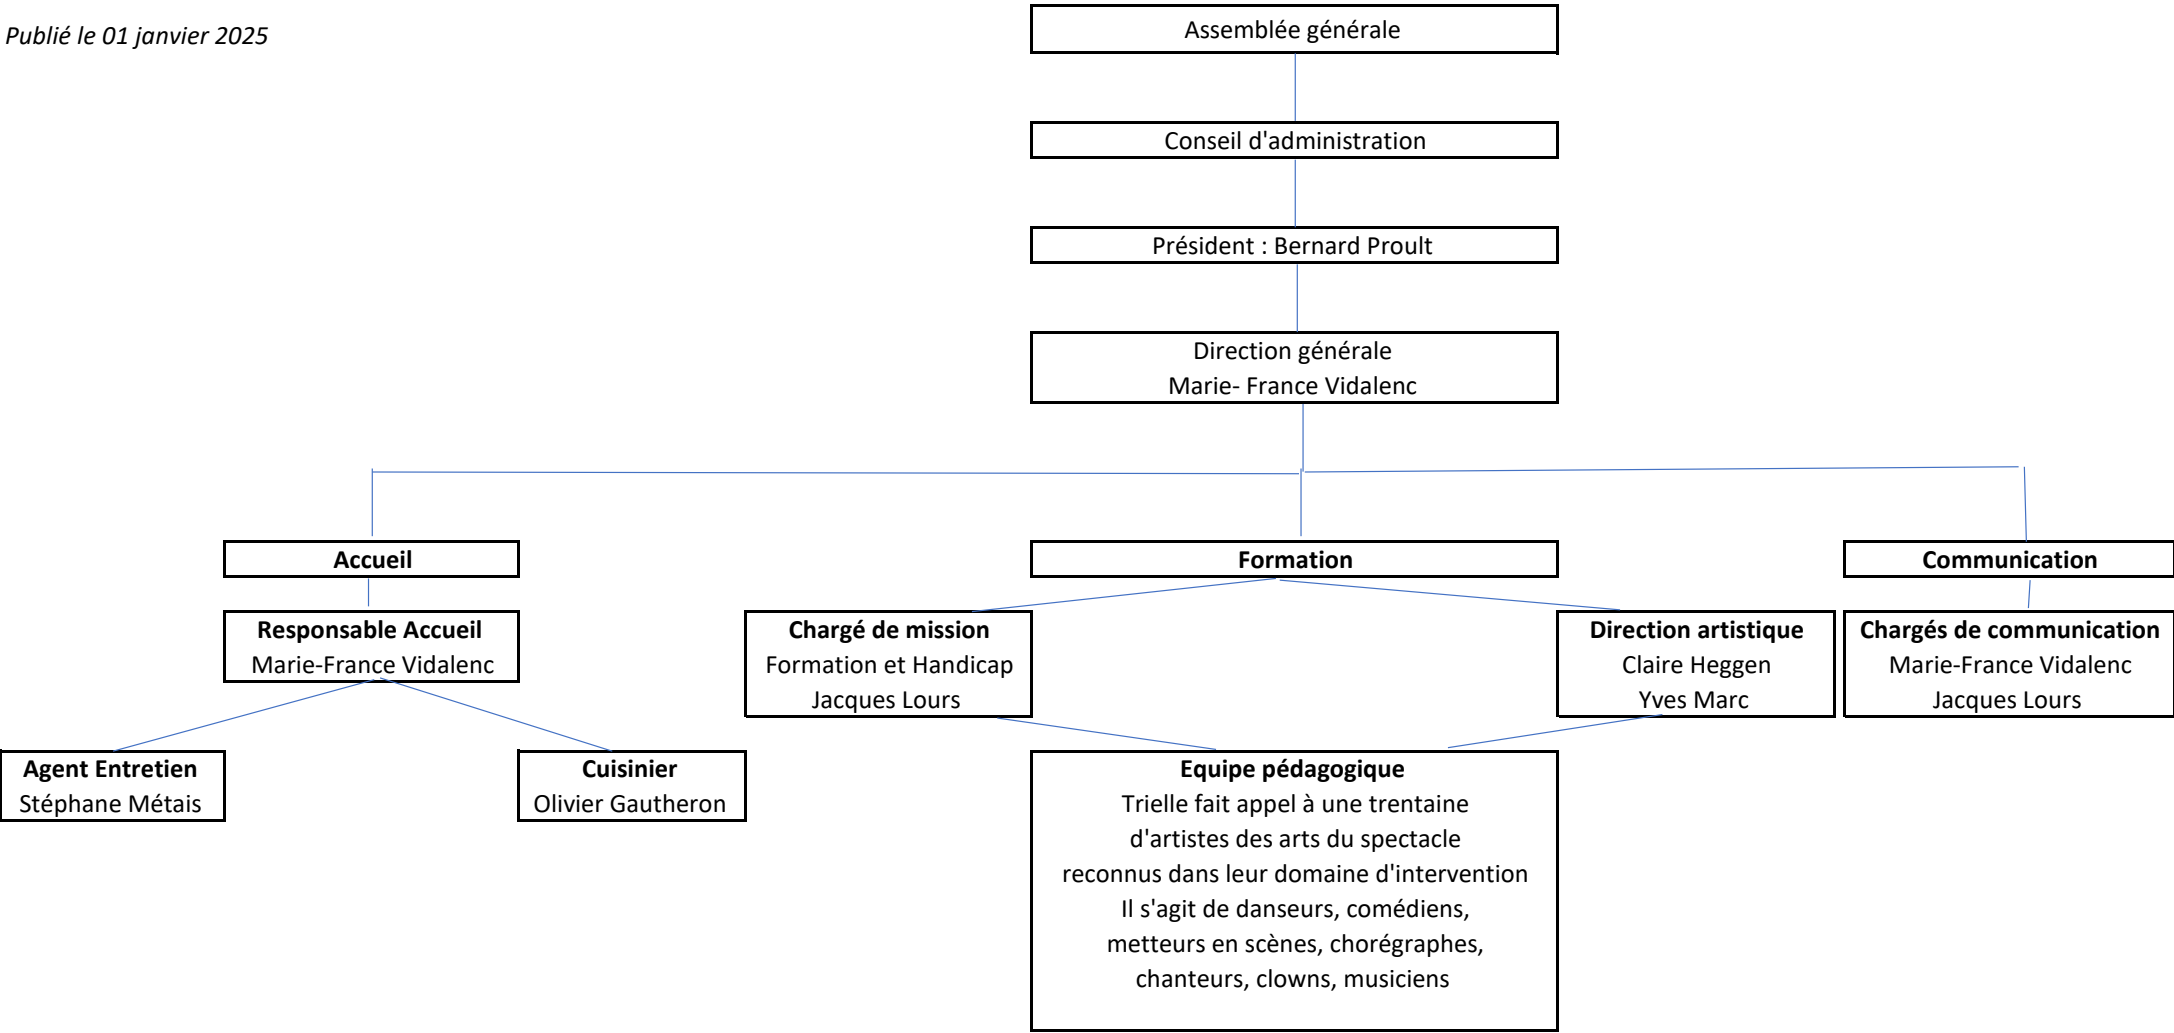 Publié le 01 janvier 2025
Assemblée générale
Conseil d'administration
Président : Bernard Proult
Direction générale
Marie- France Vidalenc
Accueil
Formation
Communication
Responsable Accueil
Marie-France Vidalenc
Chargé de mission
Formation et Handicap
Jacques Lours
Direction artistique
Claire Heggen
Yves Marc
Chargés de communication
Marie-France Vidalenc
Jacques Lours
Agent Entretien
Stéphane Métais
Cuisinier
Olivier Gautheron
Equipe pédagogique
Trielle fait appel à une trentaine
d'artistes des arts du spectacle
reconnus dans leur domaine d'intervention
Il s'agit de danseurs, comédiens,
metteurs en scènes, chorégraphes,
chanteurs, clowns, musiciens